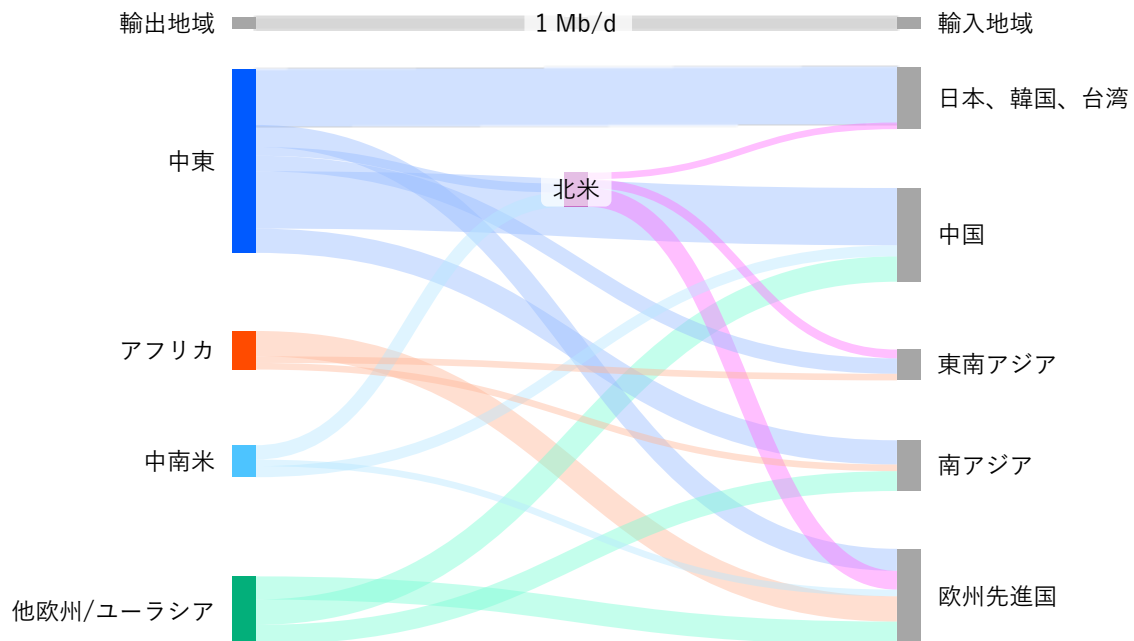 輸出地域
1 Mb/d
輸入地域
日本、韓国、台湾
中東
北米
中国
アフリカ
東南アジア
中南米
南アジア
他欧州/ユーラシア
欧州先進国